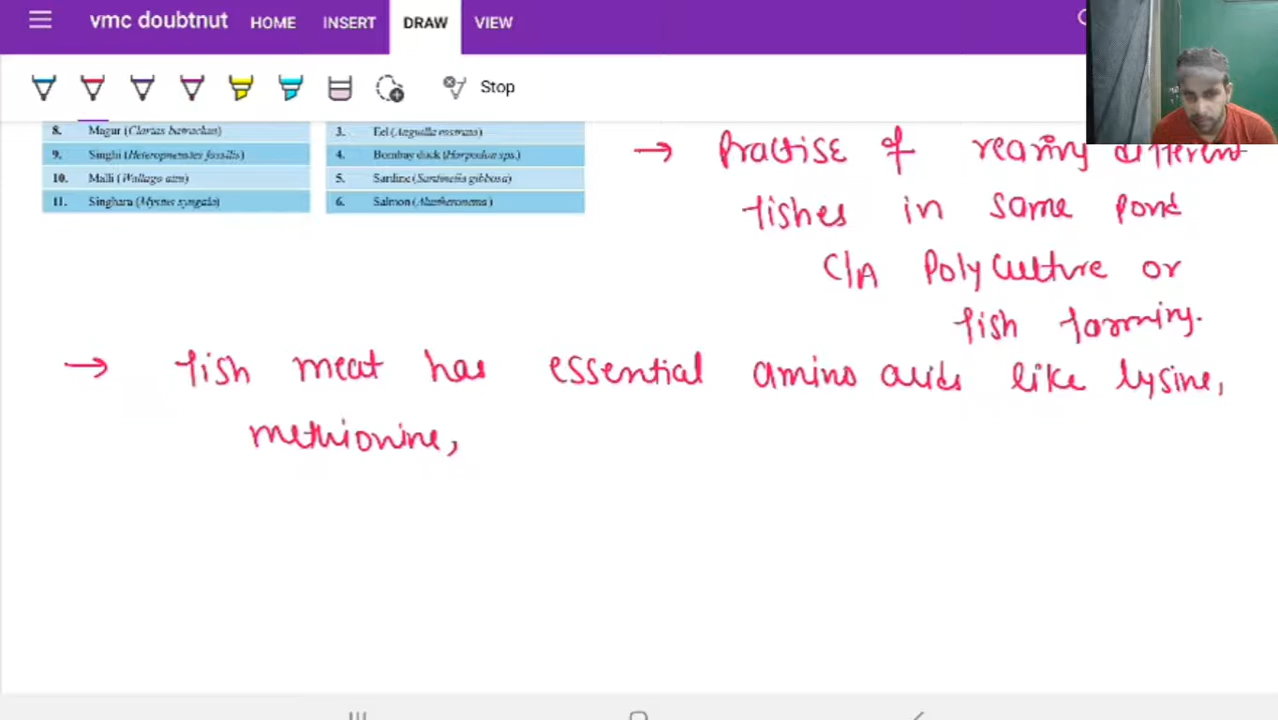 vmc doubtnut HOME INSERT DRAW VIEW
Stop
8. Magur (Clarias batrachus) 3. Eel (Anguilla
9. Singhi (Heteropneustes fossilis) 4. Bombay duck (Harpodon sps.)
10. Malli (Wallago attu) 5. Sardine (Sardinella gibbosa)
11. Singhara (Mystus 6. Salmon
→ Practise of rearing different
fishes in same pond
C/A Polyculture or
fish farming.
→ fish meat has essential amino acids like lysine,
methionine,